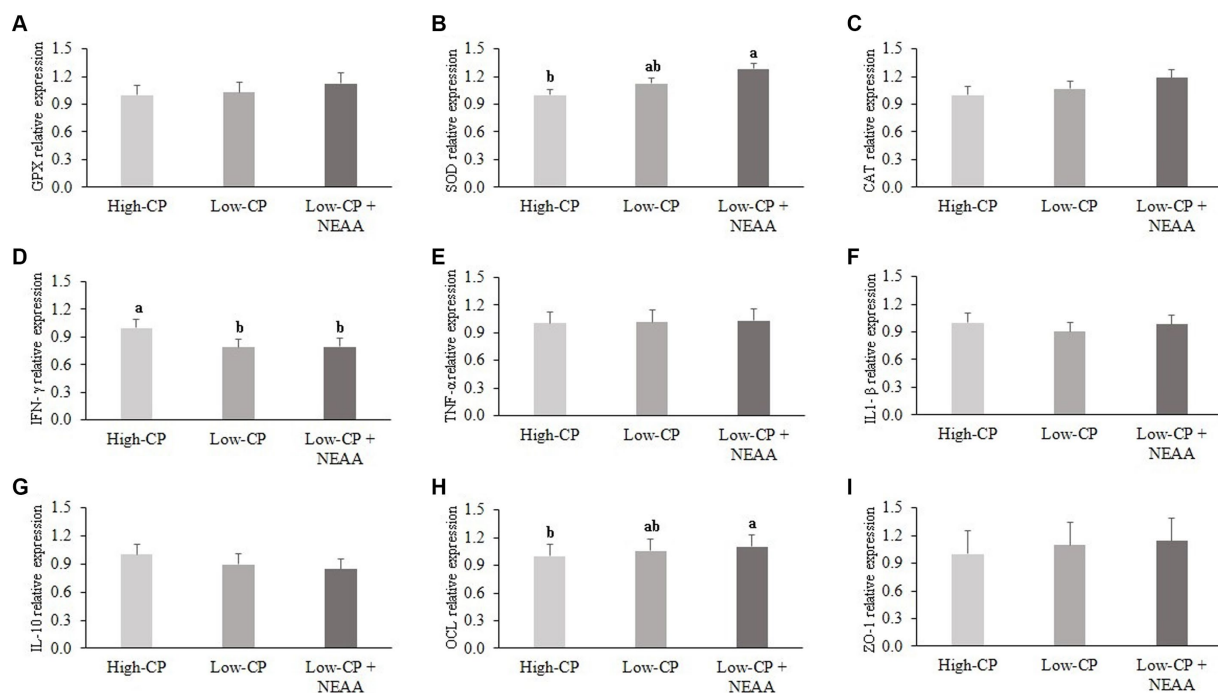 A
GPX relative expression
1.5
1.2
0.9
0.6
0.3
0.0
High-CP
Low-CP
Low-CP +
NEAA
B
SOD relative expression
1.5
1.2
0.9
0.6
0.3
0.0
b
ab
a
High-CP
Low-CP
Low-CP +
NEAA
C
CAT relative expression
1.5
1.2
0.9
0.6
0.3
0.0
High-CP
Low-CP
Low-CP +
NEAA
D
IFN- γ relative expression
1.5
1.2
0.9
0.6
0.3
0.0
a
b
b
High-CP
Low-CP
Low-CP +
NEAA
E
TNF-α relative expression
1.5
1.2
0.9
0.6
0.3
0.0
High-CP
Low-CP
Low-CP +
NEAA
F
IL1- β relative expression
1.5
1.2
0.9
0.6
0.3
0.0
High-CP
Low-CP
Low-CP +
NEAA
G
IL-10 relative expression
1.5
1.2
0.9
0.6
0.3
0.0
High-CP
Low-CP
Low-CP +
NEAA
H
OCL relative expression
1.5
1.2
0.9
0.6
0.3
0.0
b
ab
a
High-CP
Low-CP
Low-CP +
NEAA
I
ZO-1 relative expression
1.5
1.2
0.9
0.6
0.3
0.0
High-CP
Low-CP
Low-CP +
NEAA